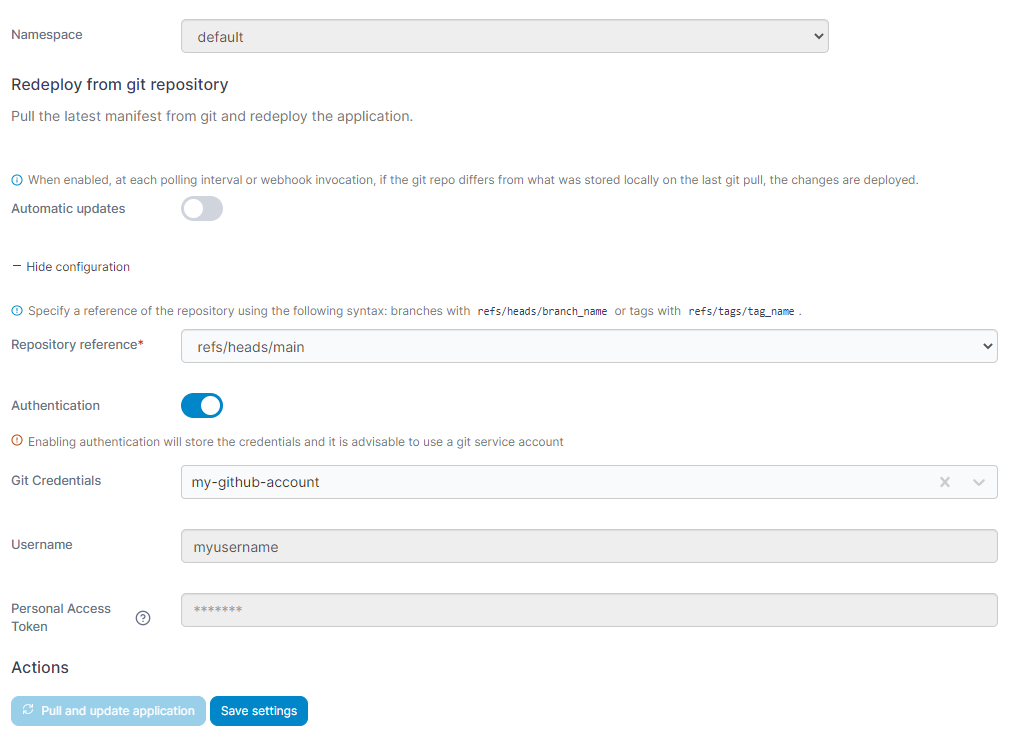 Namespace
default
Redeploy from git repository
Pull the latest manifest from git and redeploy the application.
When enabled, at each polling interval or webhook invocation, if the git repo differs from what was stored locally on the last git pull, the changes are deployed.
Automatic updates
Hide configuration
Specify a reference of the repository using the following syntax: branches with refs/heads/branch_name or tags with refs/tags/tag_name .
Repository reference*
refs/heads/main
Authentication
Enabling authentication will store the credentials and it is advisable to use a git service account
Git Credentials
my-github-account
Username
myusername
Personal Access
Token
*******
Actions
Pull and update application
Save settings